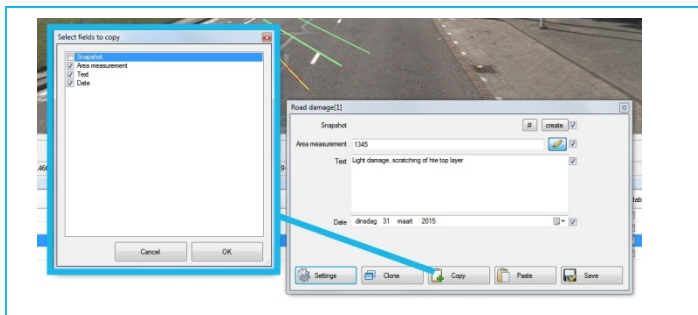 Select fields to copy
Snapshot
Area measurement
Text
Date
Cancel OK
Road damage[1]
Snapshot # create
Area measurement 1345
Text Light damage, scratching of hte top layer
Date dinsdag 31 maart 2015
Settings Clone Copy Paste Save